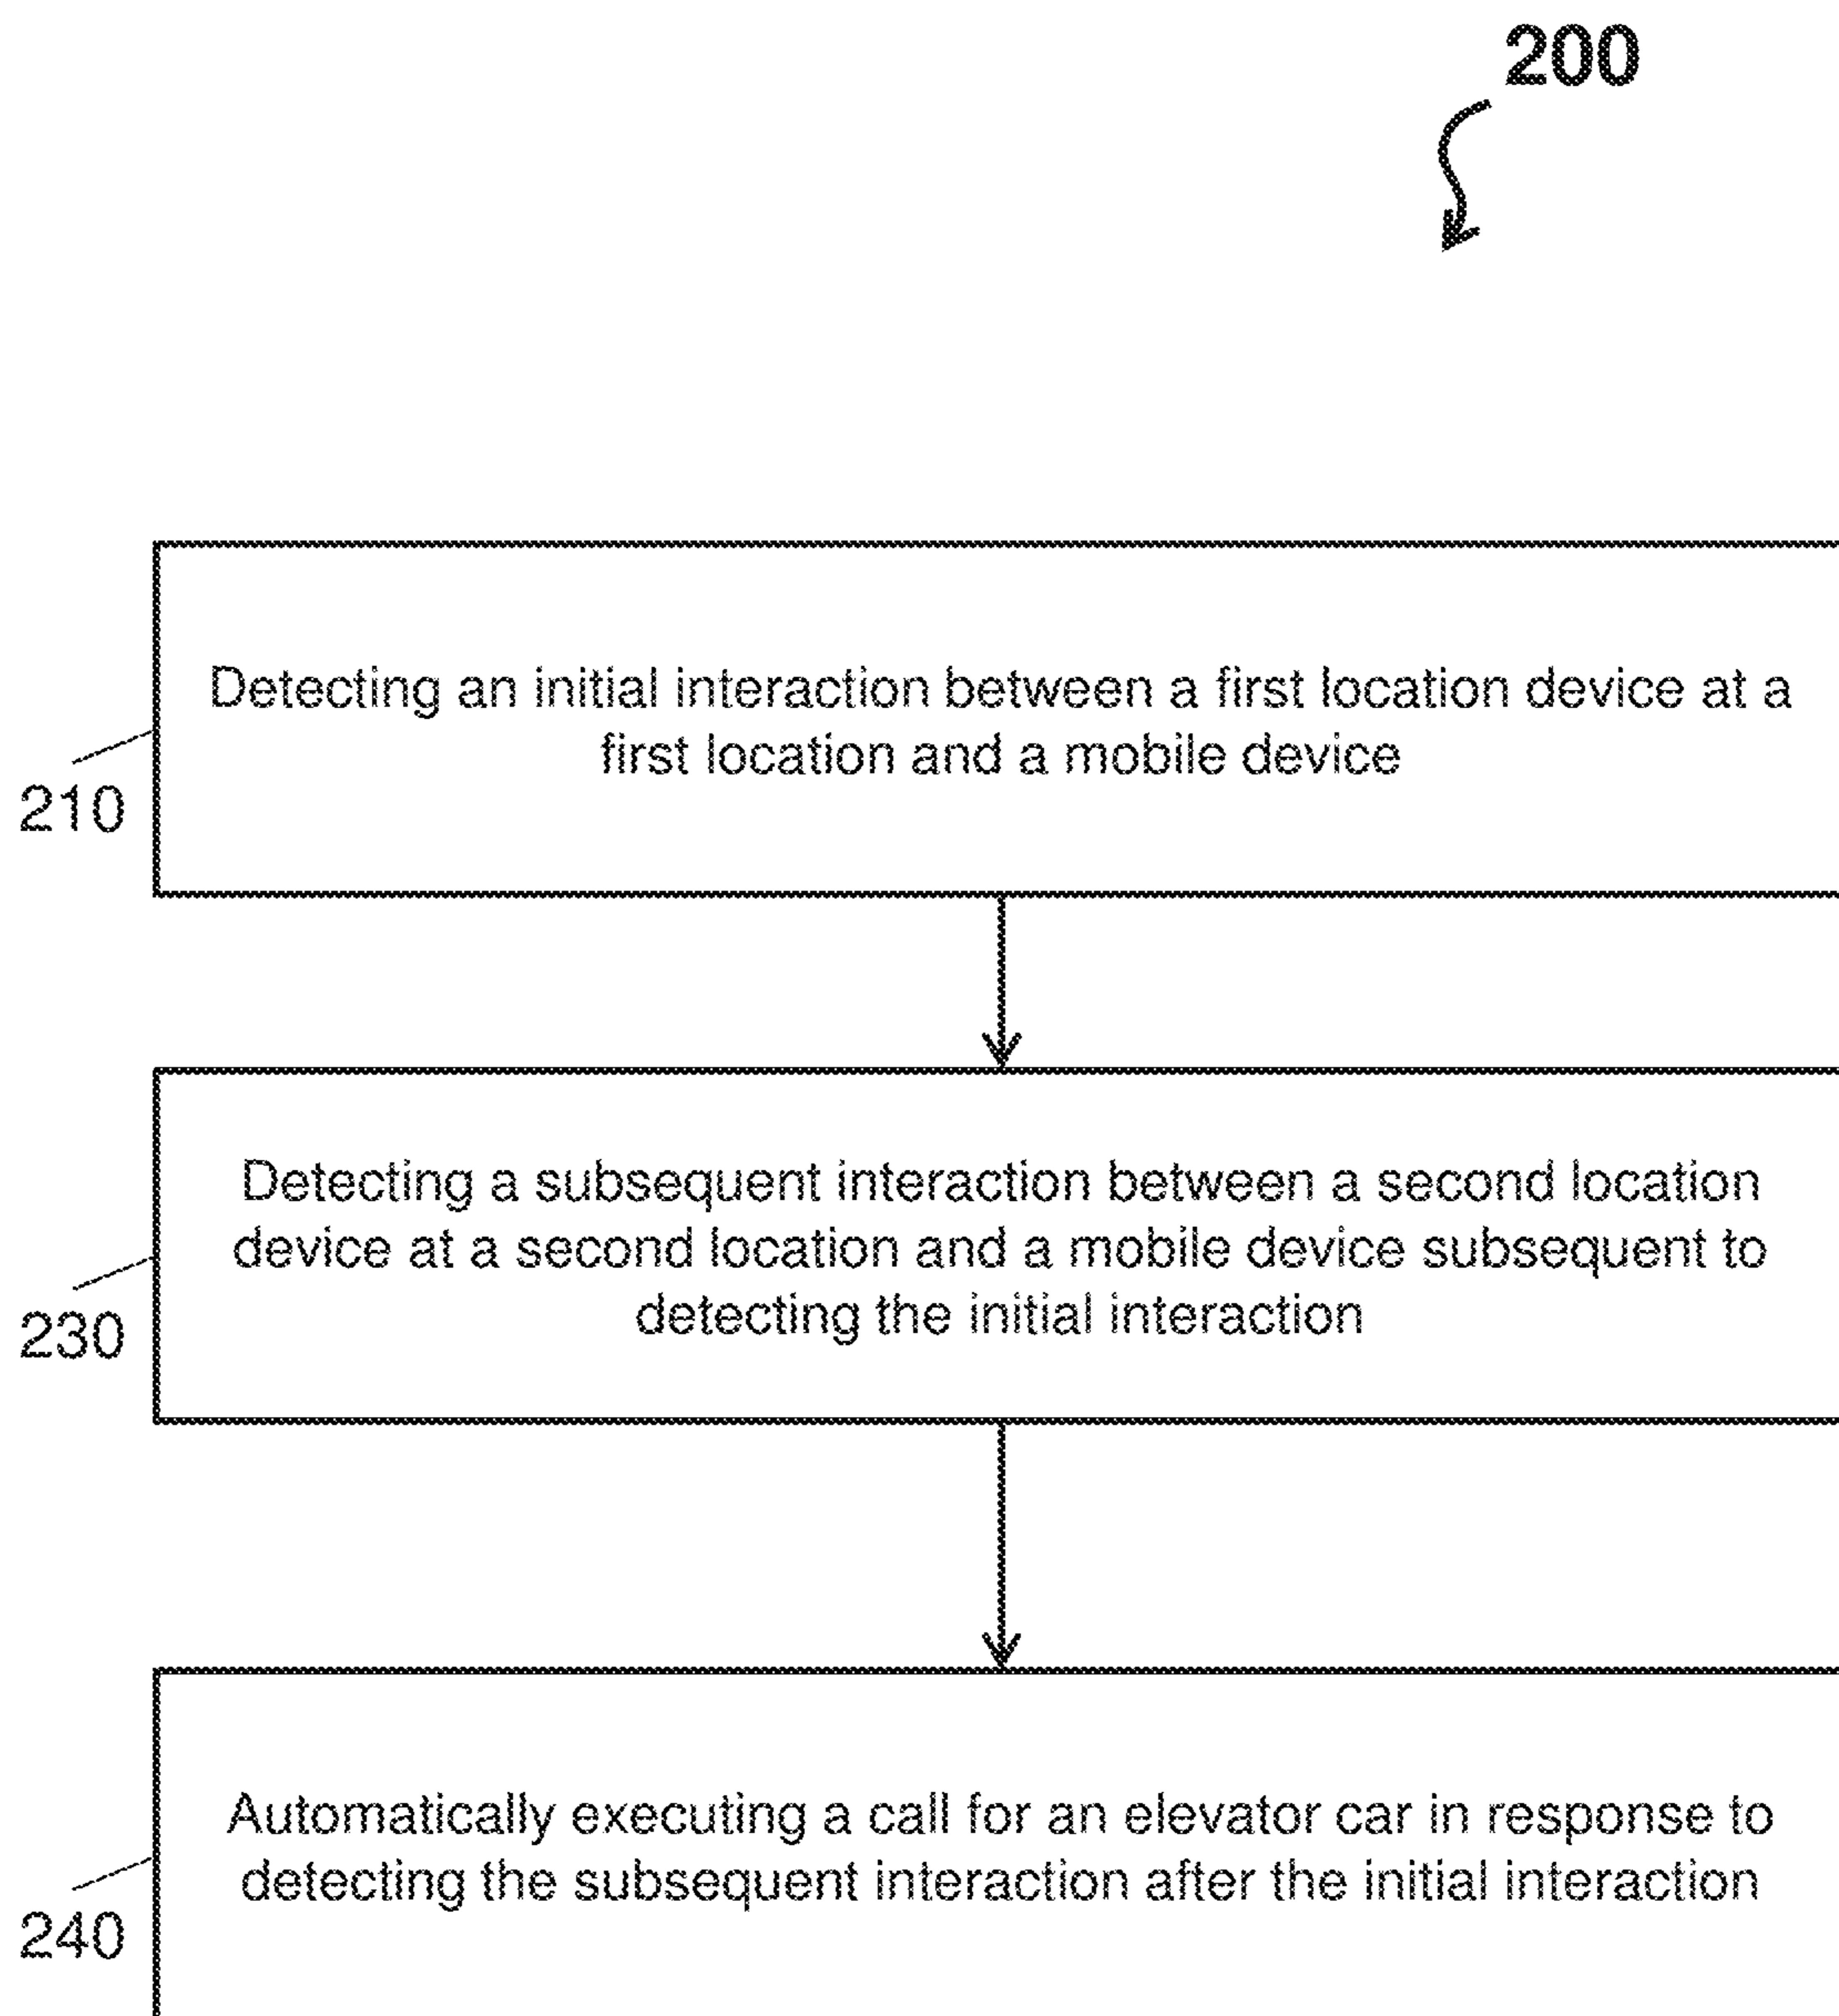 200
Detecting an initial interaction between a first location device at a
first location and a mobile device
210
Detecting a subsequent interaction between a second location
device at a second location and a mobile device subsequent to
detecting the initial interaction
230
Automatically executing a call for an elevator car in response to
detecting the subsequent interaction after the initial interaction
240